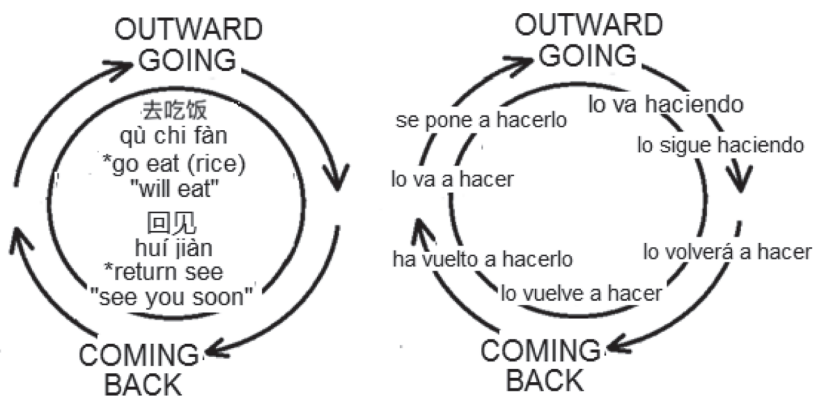 OUTWARD
GOING
去吃饭
qù chi fàn
*go eat (rice)
"will eat"
回见
huí jiàn
*return see
"see you soon"
COMING
BACK
OUTWARD
GOING
lo va haciendo
se pone a hacerlo
lo sigue haciendo
lo va a hacer
lo volverá a hacer
ha vuelto a hacerlo
lo vuelve a hacer
COMING
BACK